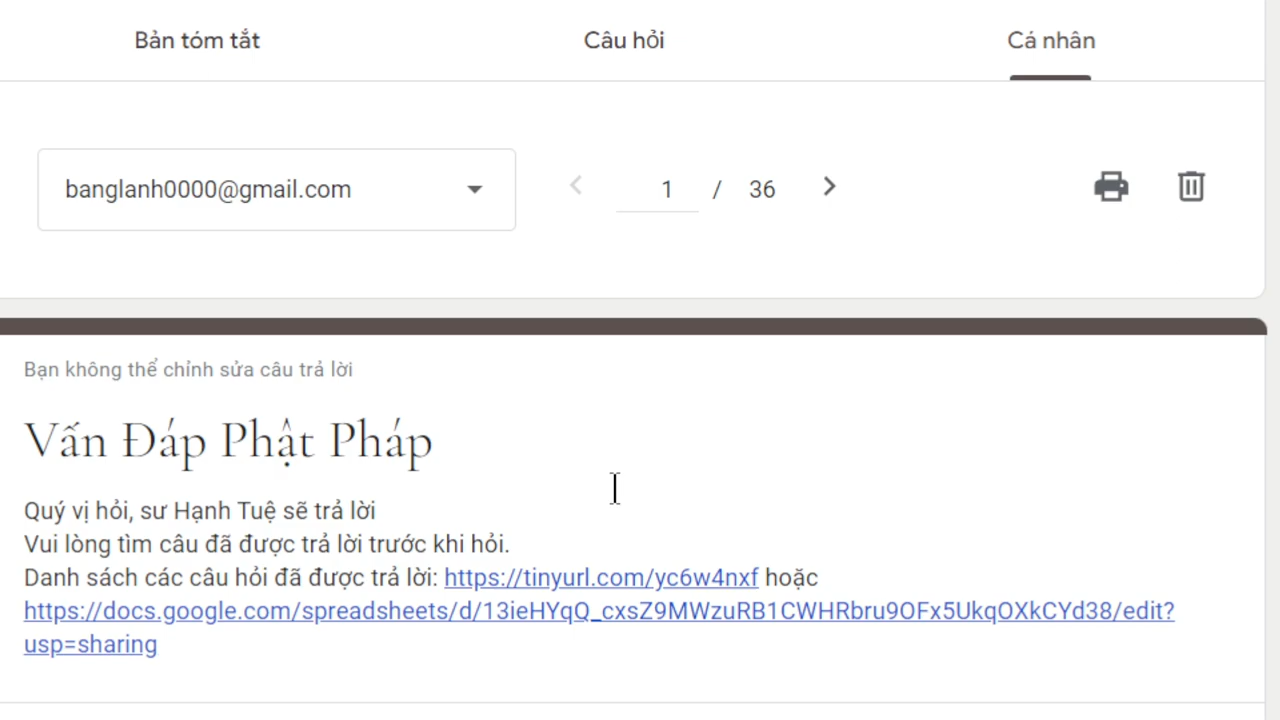 Bản tóm tắt
Câu hỏi
Cá nhân
banglanh0000@gmail.com
1 / 36
Bạn không thể chỉnh sửa câu trả lời
Vấn Đáp Phật Pháp
Quý vị hỏi, sư Hạnh Tuệ sẽ trả lời
Vui lòng tìm câu đã được trả lời trước khi hỏi.
Danh sách các câu hỏi đã được trả lời: https://tinyurl.com/yc6w4nxf hoặc
https://docs.google.com/spreadsheets/d/13ieHYqQ_cxsZ9MWzuRB1CWHRbru9OFx5UkqOXkCYd38/edit?
usp=sharing